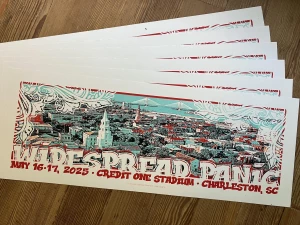 WIDESPREAD PANIC
MAY 16-17, 2025 • CREDIT ONE STADIUM • CHARLESTON, SC